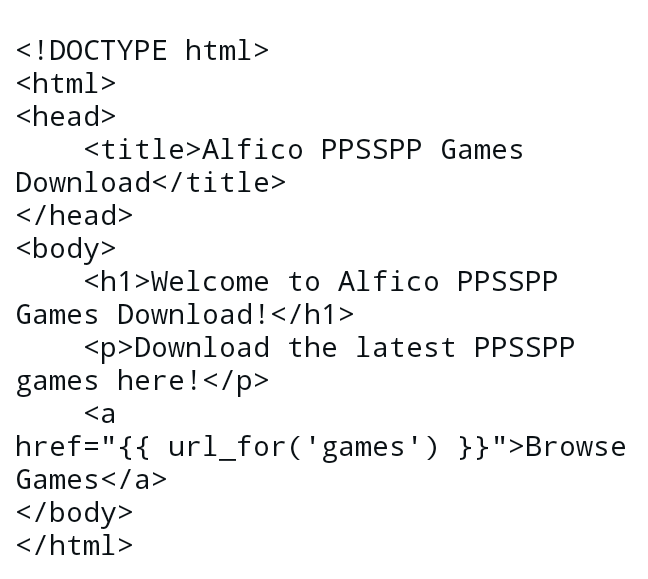 <!DOCTYPE html>
<html>
<head>
    <title>Alfico PPSSPP Games
Download</title>
</head>
<body>
    <h1>Welcome to Alfico PPSSPP
Games Download!</h1>
    <p>Download the latest PPSSPP
games here!</p>
    <a
href="{{ url_for('games') }}">Browse
Games</a>
</body>
</html>